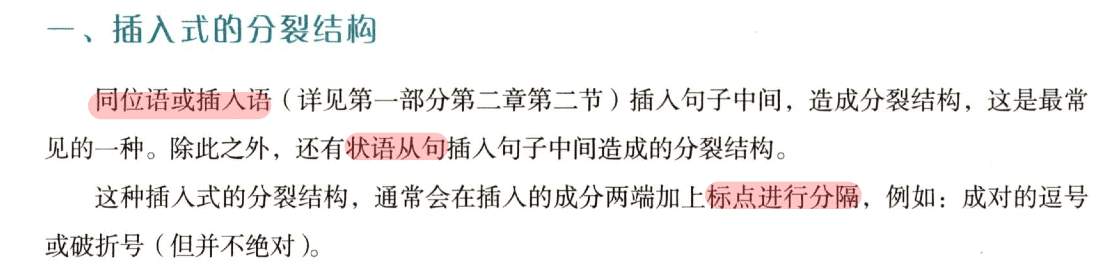 一、插入式的分裂结构
同位语或插入语（详见第一部分第二章第二节）插入句子中间，造成分裂结构，这是最常
见的一种。除此之外，还有状语从句插入句子中间造成的分裂结构。
这种插入式的分裂结构，通常会在插入的成分两端加上标点进行分隔，例如：成对的逗号
或破折号（但并不绝对）。